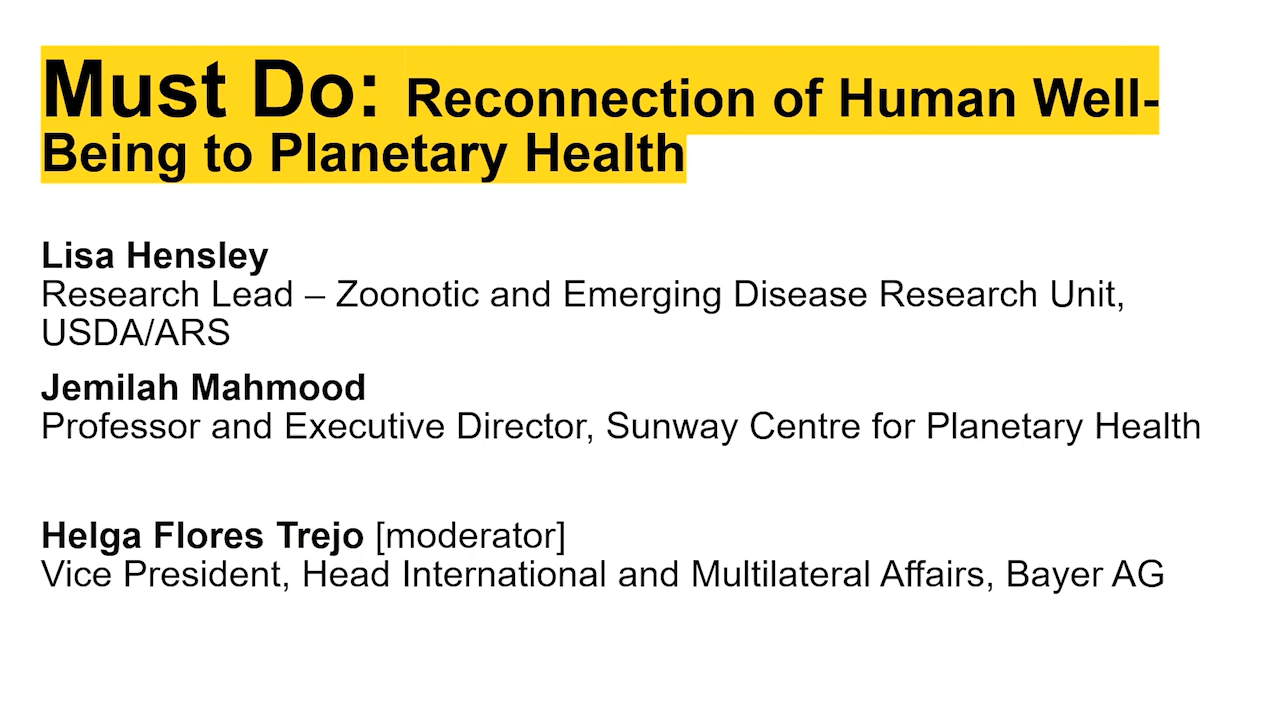 Must Do: Reconnection of Human Well-
Being to Planetary Health
Lisa Hensley
Research Lead – Zoonotic and Emerging Disease Research Unit,
USDA/ARS
Jemilah Mahmood
Professor and Executive Director, Sunway Centre for Planetary Health
Helga Flores Trejo [moderator]
Vice President, Head International and Multilateral Affairs, Bayer AG